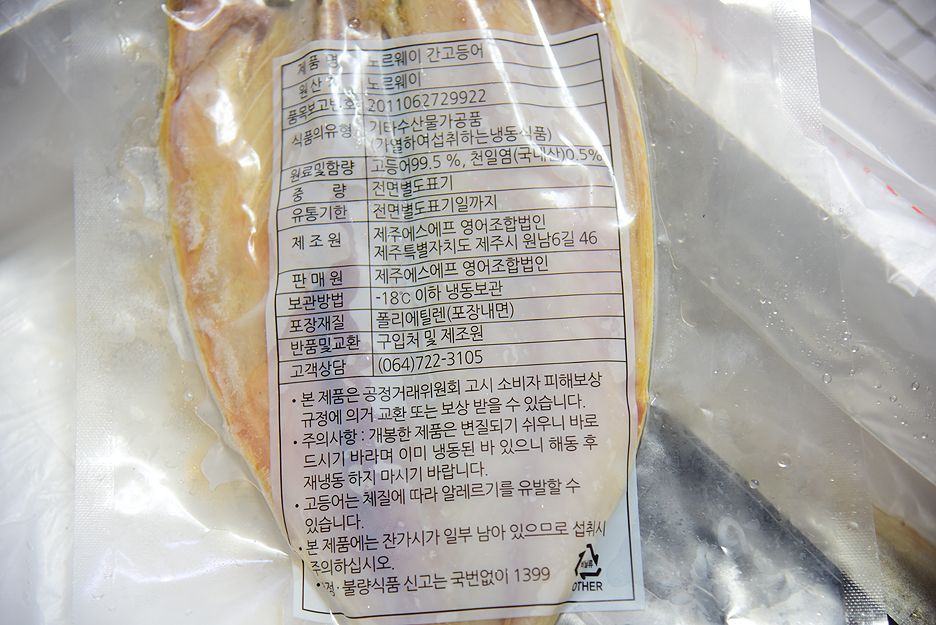 제품 명 노르웨이 간고등어
원산지 노르웨이
품목보고번호 2011062729922
식품의유형 기타수산물가공품
(가열하여섭취하는냉동식품)
원료및함량 고등어99.5 %, 천일염(국내산)0.5%
중 량 전면별도표기
유통기한 전면별도표기일까지
제 조 원 제주에스에프 영어조합법인
제주특별자치도 제주시 원남6길 46
판 매 원 제주에스에프 영어조합법인
보관방법 -18℃ 이하 냉동보관
포장재질 폴리에틸렌(포장내면)
반품및교환 구입처 및 제조원
고객상담 (064)722-3105
• 본 제품은 공정거래위원회 고시 소비자 피해보상
규정에 의거 교환 또는 보상 받을 수 있습니다.
• 주의사항 : 개봉한 제품은 변질되기 쉬우니 바로
드시기 바라며 이미 냉동된 바 있으니 해동 후
재냉동 하지 마시기 바랍니다.
• 고등어는 체질에 따라 알레르기를 유발할 수
있습니다.
• 본 제품에는 잔가시가 일부 남아 있으므로 섭취시
주의하십시오.
불량식품 신고는 국번없이 1399
OTHER